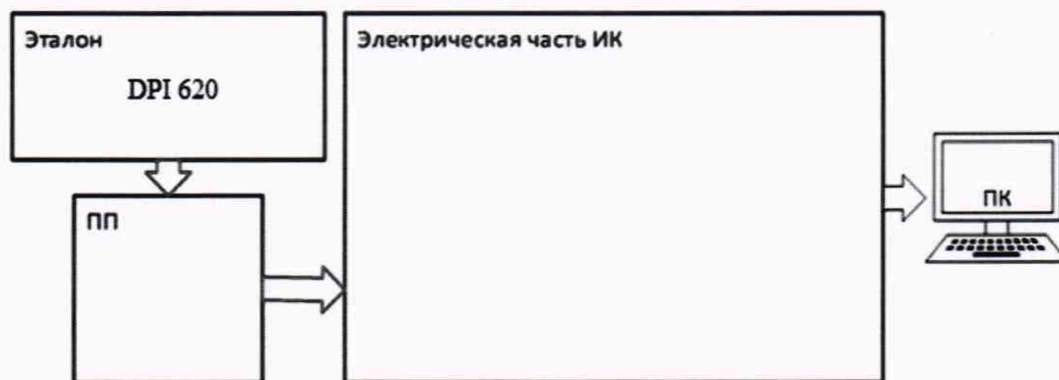 Эталон
DPI 620
ПП
Электрическая часть ИК
ПК